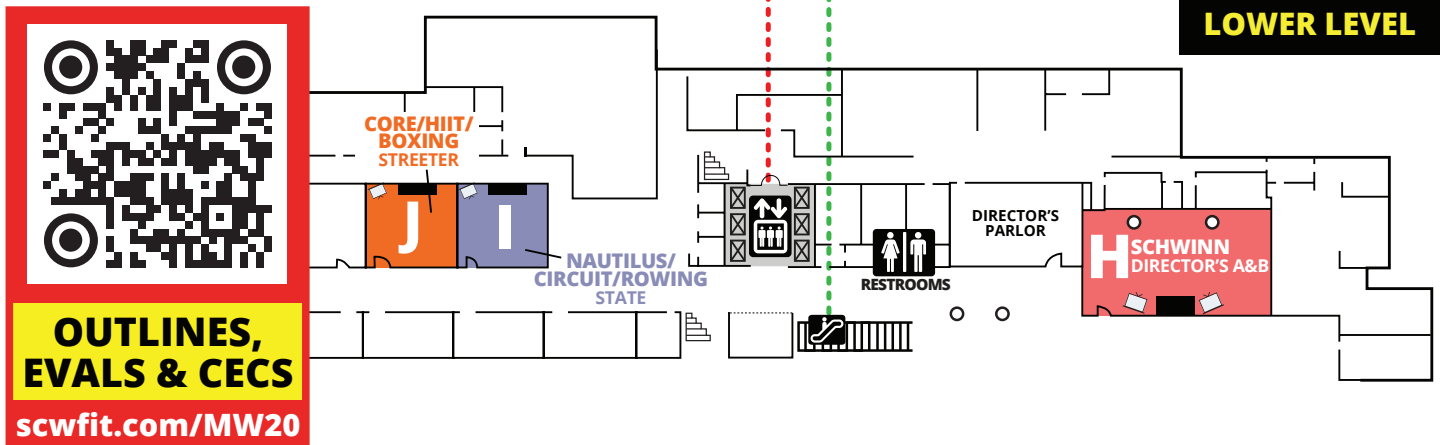 LOWER LEVEL
CORE/HIIT/
BOXING
STREETER
J
I
NAUTILUS/
CIRCUIT/ROWING
STATE
RESTROOMS
DIRECTOR'S
PARLOR
H
SCHWINN
DIRECTOR'S A&B
OUTLINES,
EVALS & CECS
scwfit.com/MW20